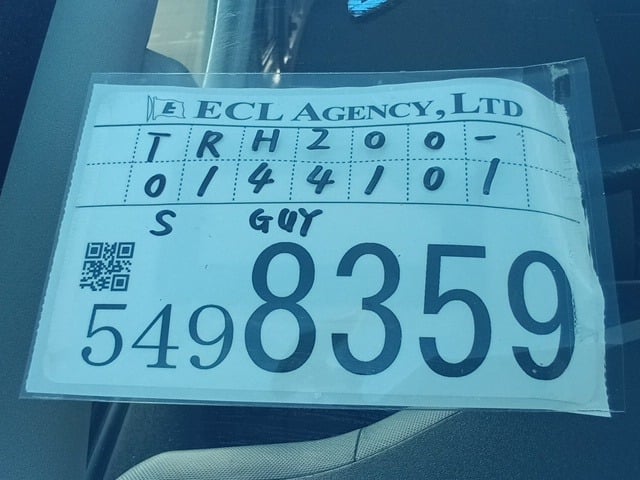 E ECL AGENCY, LTD
TRH200-
0144101
S GUY
5498359